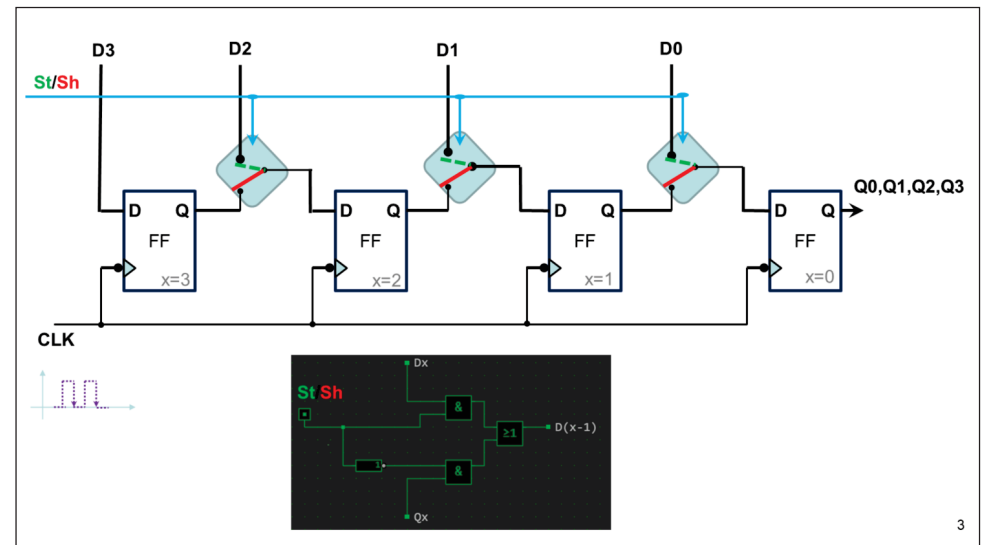 D3 D2 D1 D0
St/Sh
Q0,Q1,Q2,Q3
D Q D Q D Q D Q
FF FF FF FF
x=3 x=2 x=1 x=0
CLK
Dx
St/Sh
&
≥1 D(x-1)
1 &
Qx
3